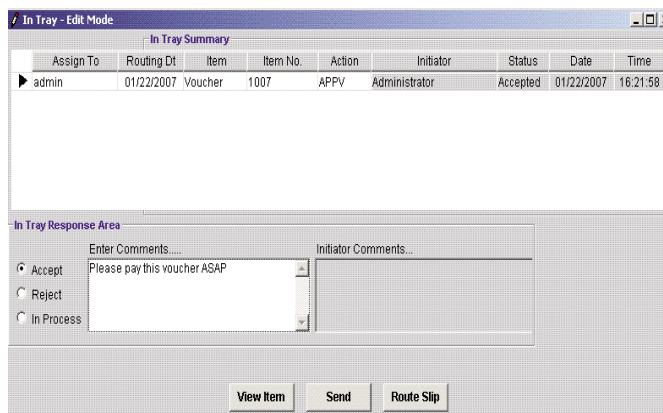 In Tray - Edit Mode
In Tray Summary
Assign To Routing Dt Item Item No. Action Initiator Status Date Time
admin 01/22/2007 Voucher 1007 APPV Administrator Accepted 01/22/2007 16:21:58
In Tray Response Area
Enter Comments..... Initiator Comments...
Accept Please pay this voucher ASAP
Reject
In Process
View Item Send Route Slip